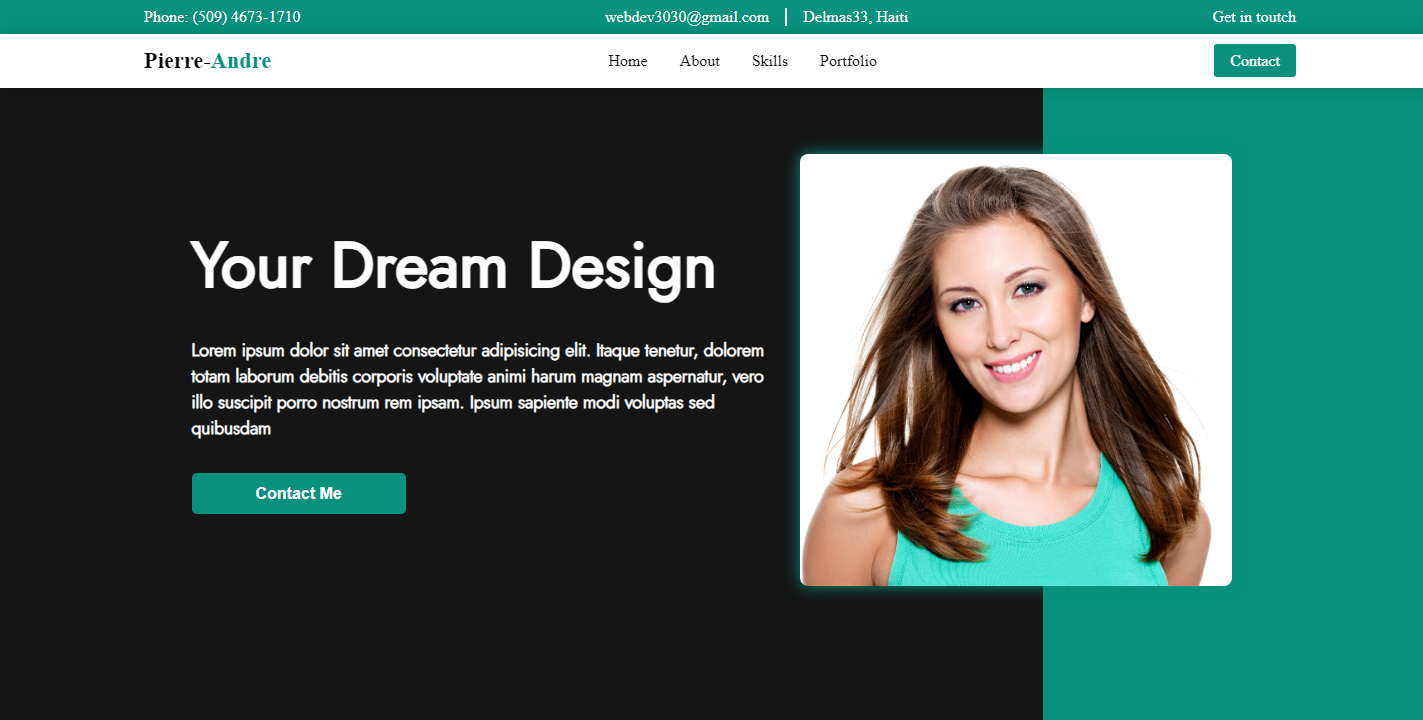 Phone: (509) 4673-1710
webdev3030@gmail.com
Delmas33, Haiti
Get in toutch
Pierre-Andre
Home
About
Skills
Portfolio
Contact
Your Dream Design
Lorem ipsum dolor sit amet consectetur adipisicing elit. Itaque tenetur, dolorem
totam laborum debitis corporis voluptate animi harum magnam aspernatur, vero
illo suscipit porro nostrum rem ipsam. Ipsum sapiente modi voluptas sed
quibusdam
Contact Me